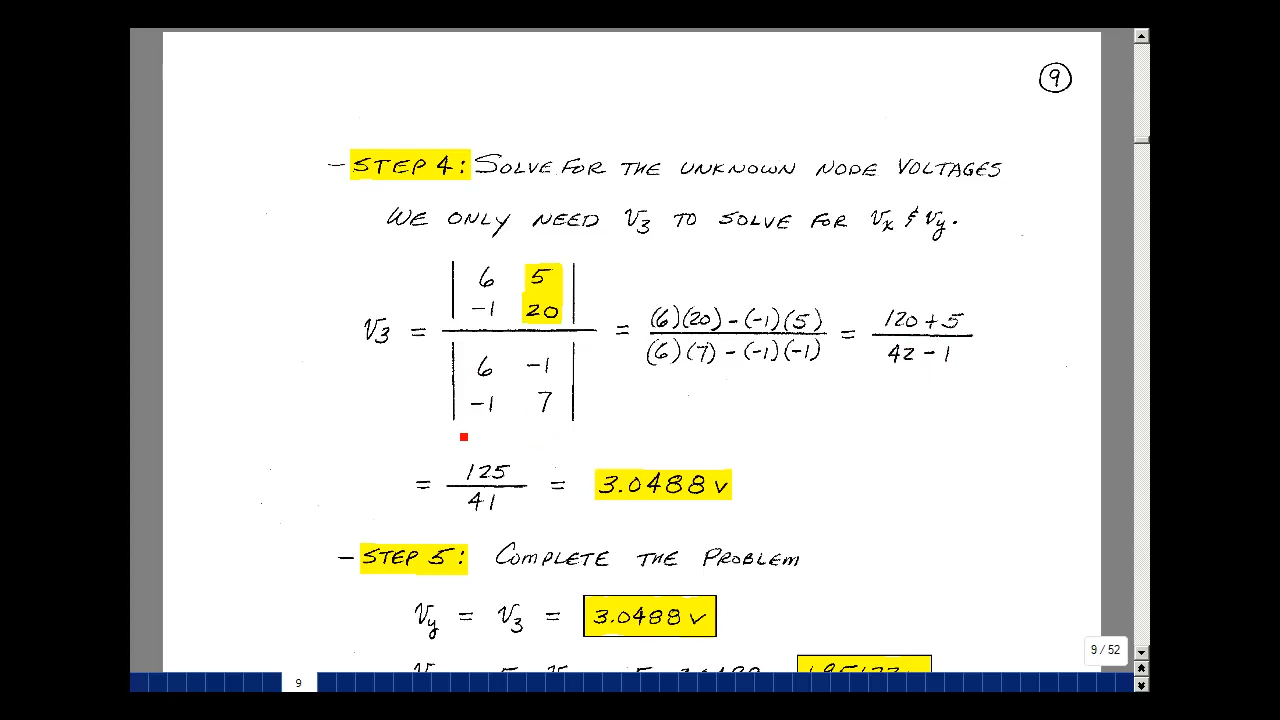 9
- STEP 4: SOLVE FOR THE UNKNOWN NODE VOLTAGES
WE ONLY NEED V3 TO SOLVE FOR Vx & Vy.
V3 = | 6 5 | / | 6 -1 | = (6)(20) - (-1)(5) / (6)(7) - (-1)(-1) = 120 + 5 / 42 - 1
| -1 20 | / | -1 7 |
= 125 / 41 = 3.0488 V
- STEP 5: COMPLETE THE PROBLEM
Vy = V3 = 3.0488 V
9 / 52
9